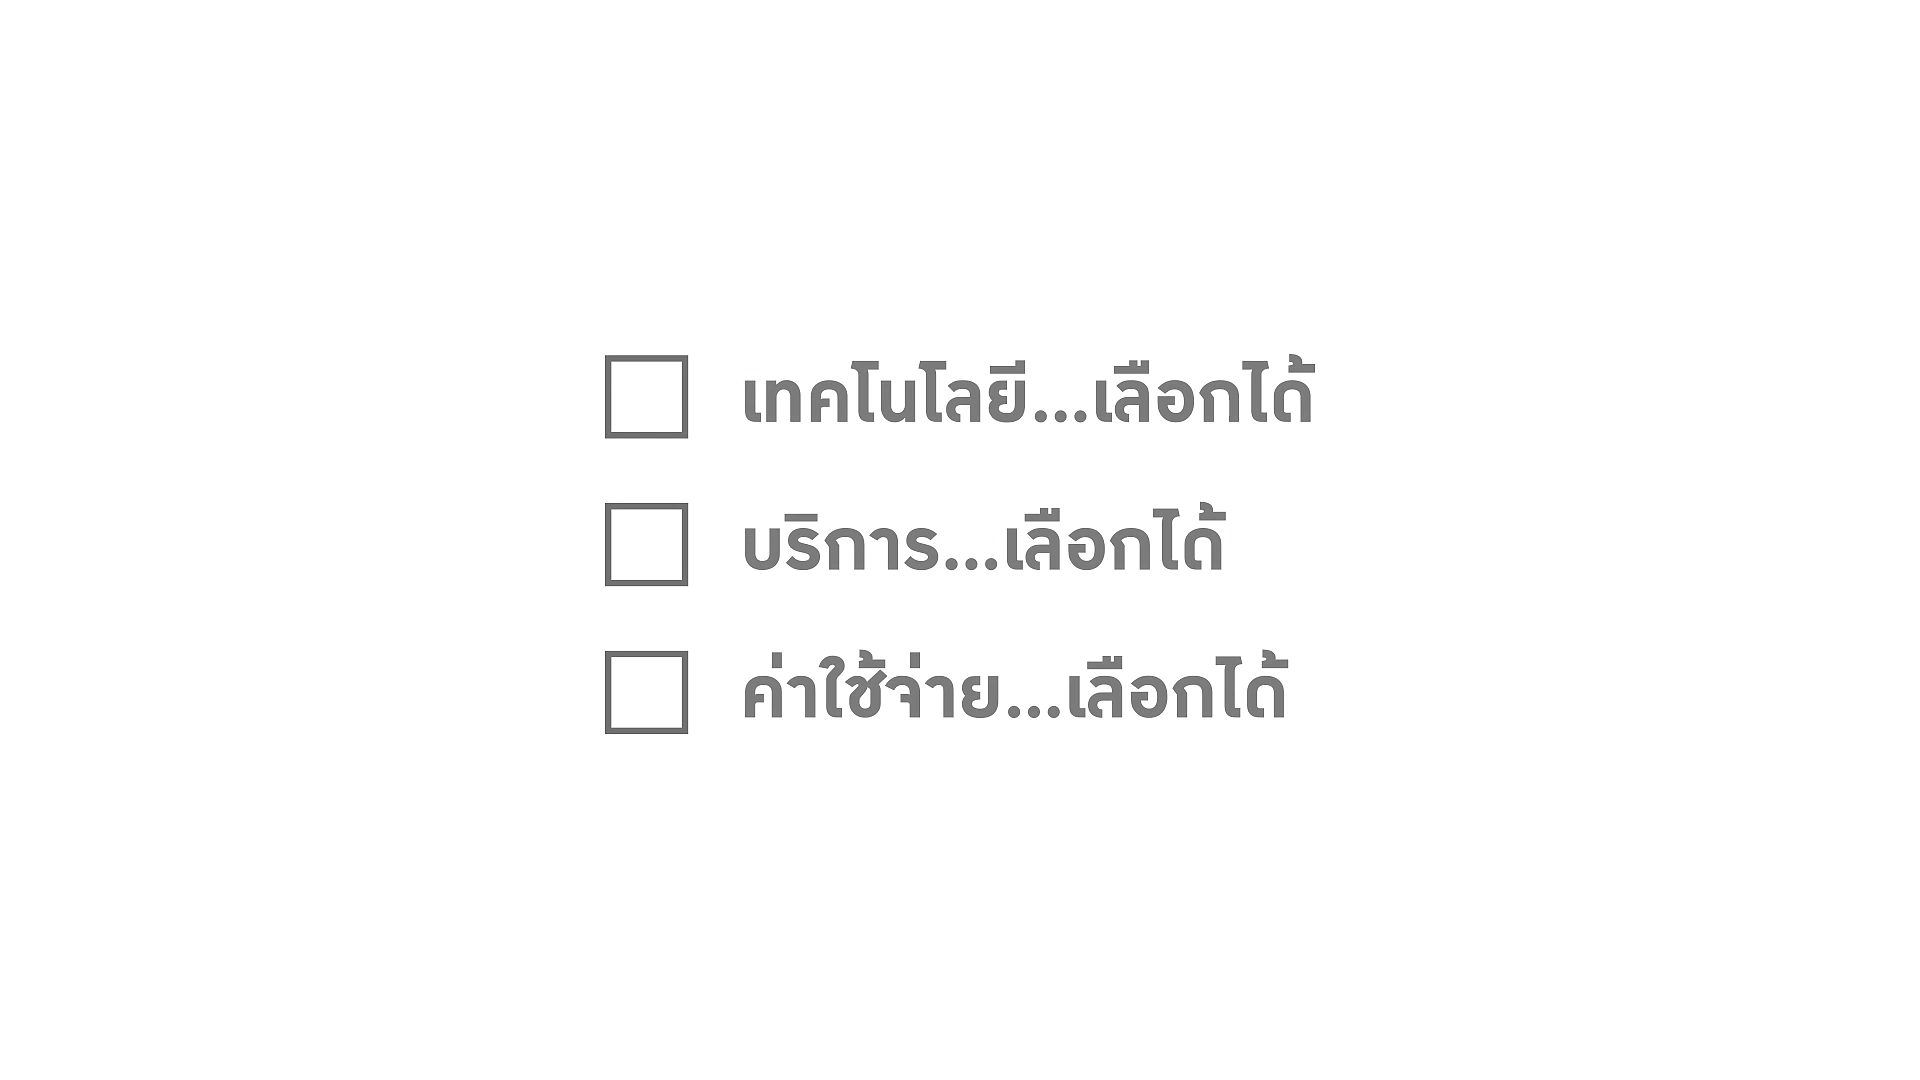 เทคโนโลยี...เลือกได้
บริการ...เลือกได้
ค่าใช้จ่าย...เลือกได้